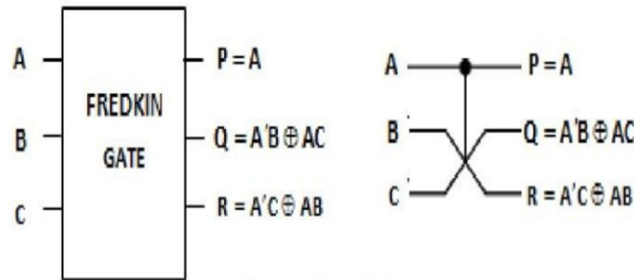 A
B
C
FREDKIN
GATE
P = A
Q = A'B ⊕ AC
R = A'C ⊕ AB
A
B
C
P = A
Q = A'B ⊕ AC
R = A'C ⊕ AB